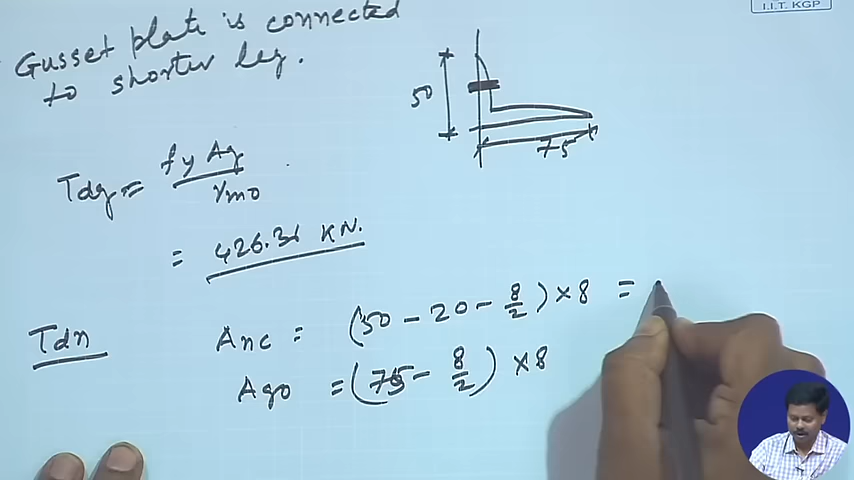 I.I.T. KGP
Gusset plate is connected
to shorter leg.
50
75
Tdg = fy Ag / γmo
= 426.36 KN.
Tdn
Anc = (50 - 20 - 8/2) × 8 =
Ago = (75 - 8/2) × 8